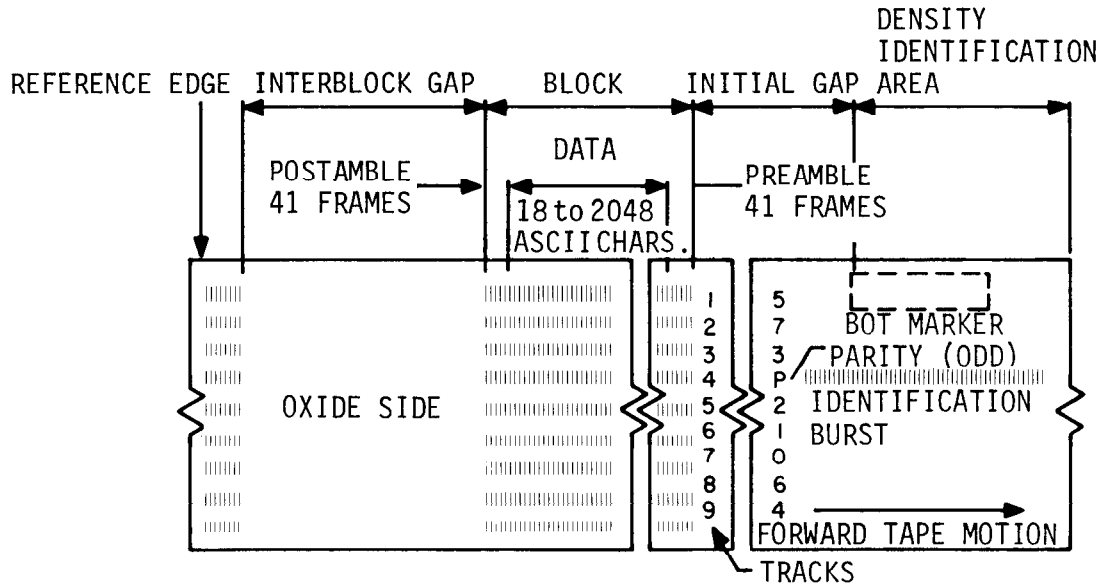 DENSITY
IDENTIFICATION
AREA
REFERENCE EDGE
INTERBLOCK GAP
BLOCK
INITIAL GAP
DATA
POSTAMBLE
41 FRAMES
PREAMBLE
41 FRAMES
18 to 2048
ASCII CHARS.
1
2
3
4
5
6
7
8
9
5
7
3
P
2
1
0
6
4
BOT MARKER
PARITY (ODD)
IDENTIFICATION
BURST
OXIDE SIDE
FORWARD TAPE MOTION
TRACKS